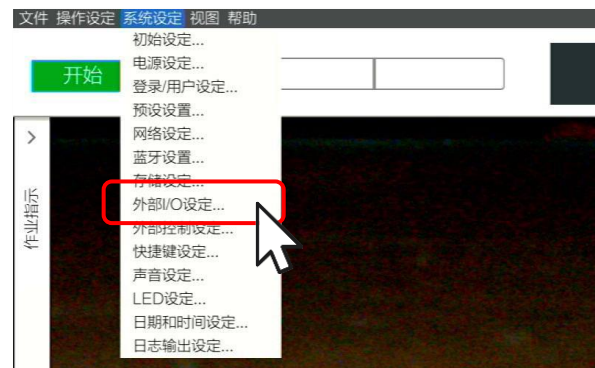 文件 操作设定 系统设定 视图 帮助
初始设定...
电源设定...
开始
登录/用户设定...
预设设置...
网络设定...
蓝牙设置...
存储设定...
外部I/O设定...
外部控制设定...
快捷键设定...
声音设定...
LED设定...
日期和时间设定...
日志输出设定...
作业指示